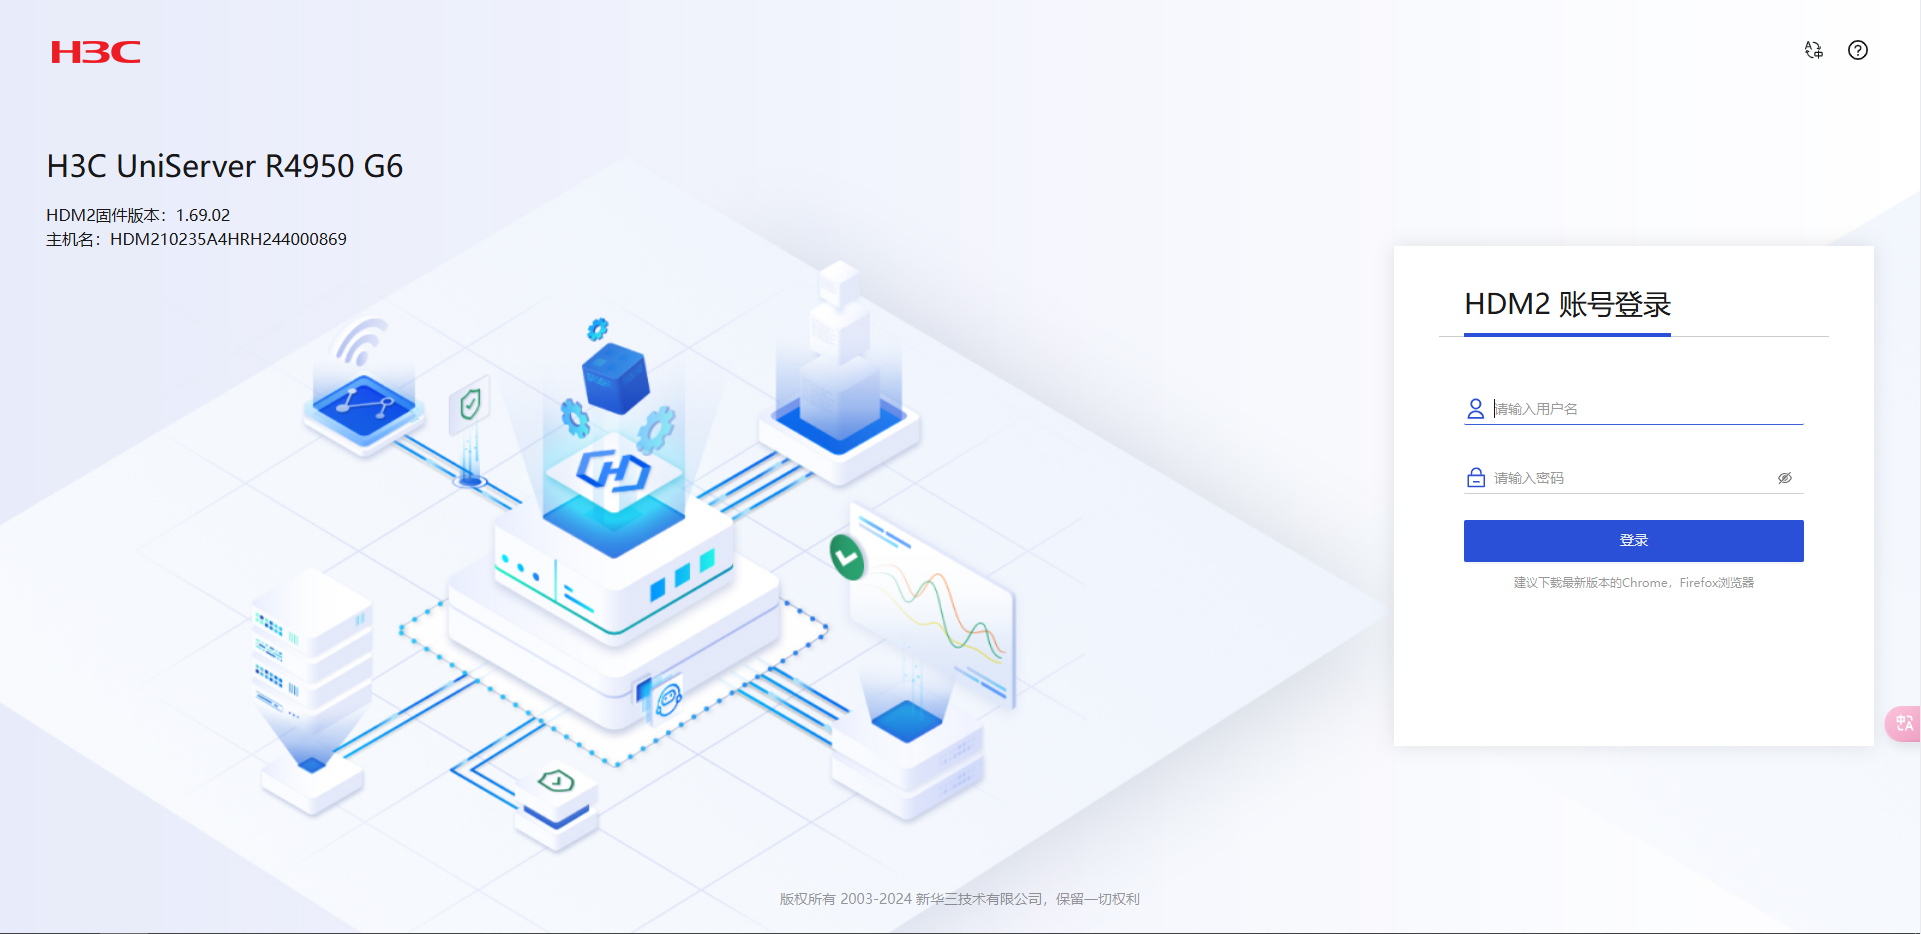 H3C
H3C UniServer R4950 G6
HDM2固件版本：1.69.02
主机名：HDM210235A4HRH244000869
HDM2 账号登录
请输入用户名
请输入密码
登录
建议下载最新版本的Chrome，Firefox浏览器
版权所有 2003-2024 新华三技术有限公司，保留一切权利